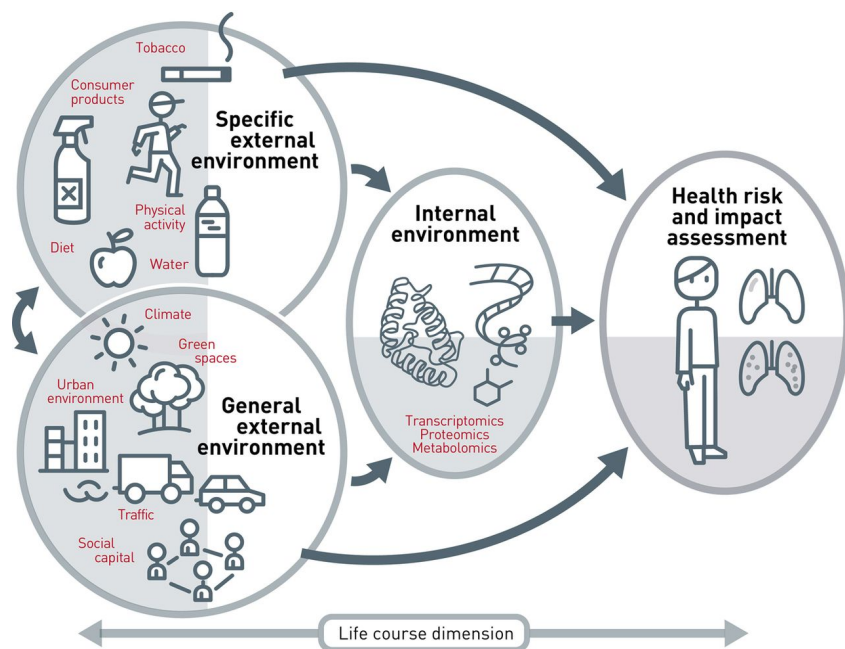 Tobacco
Consumer
products
Specific
external
environment
Physical
activity
Diet
Water
Climate
Green
spaces
Urban
environment
General
external
environment
Traffic
Social
capital
Internal
environment
Transcriptomics
Proteomics
Metabolomics
Health risk
and impact
assessment
Life course dimension